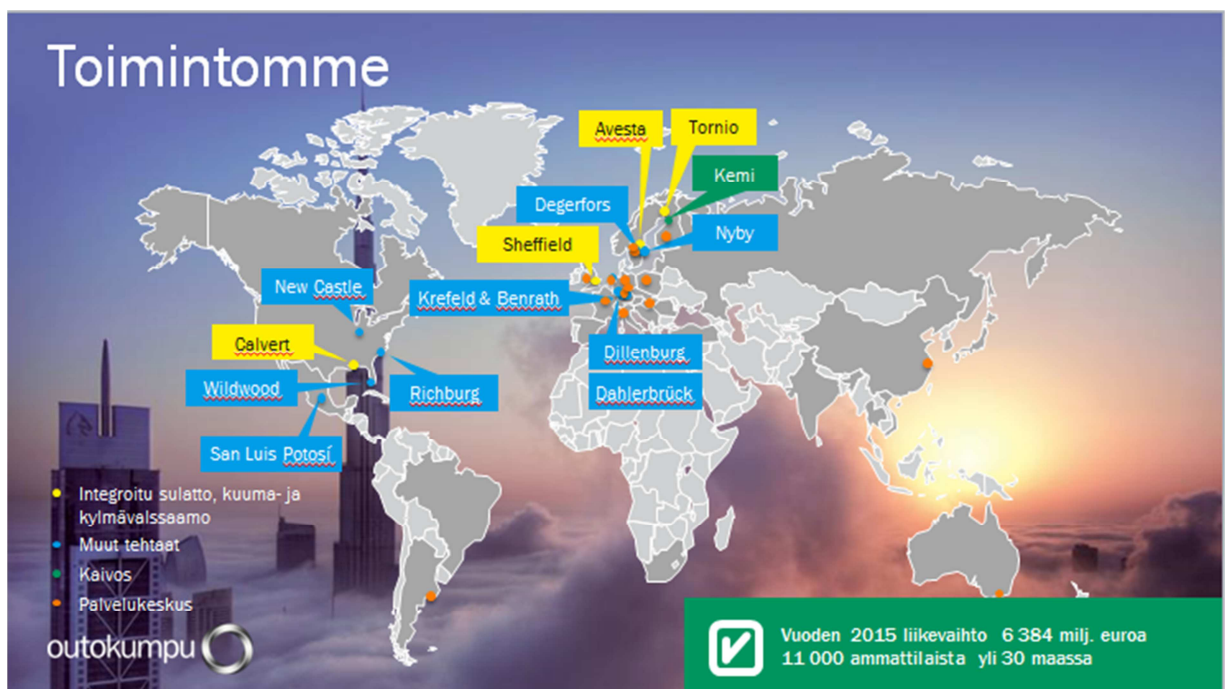 Toimintomme
Avesta
Tornio
Kemi
Degerfors
Nyby
Sheffield
New Castle
Krefeld & Benrath
Calvert
Dillenburg
Wildwood
Richburg
Dahlerbrück
San Luis Potosí
Integroitu sulatto, kuuma- ja
kylmävalssaamo
Muut tehtaat
Kaivos
Palvelukeskus
outokumpu
Vuoden 2015 liikevaihto 6 384 milj. euroa
11 000 ammattilaista yli 30 maassa